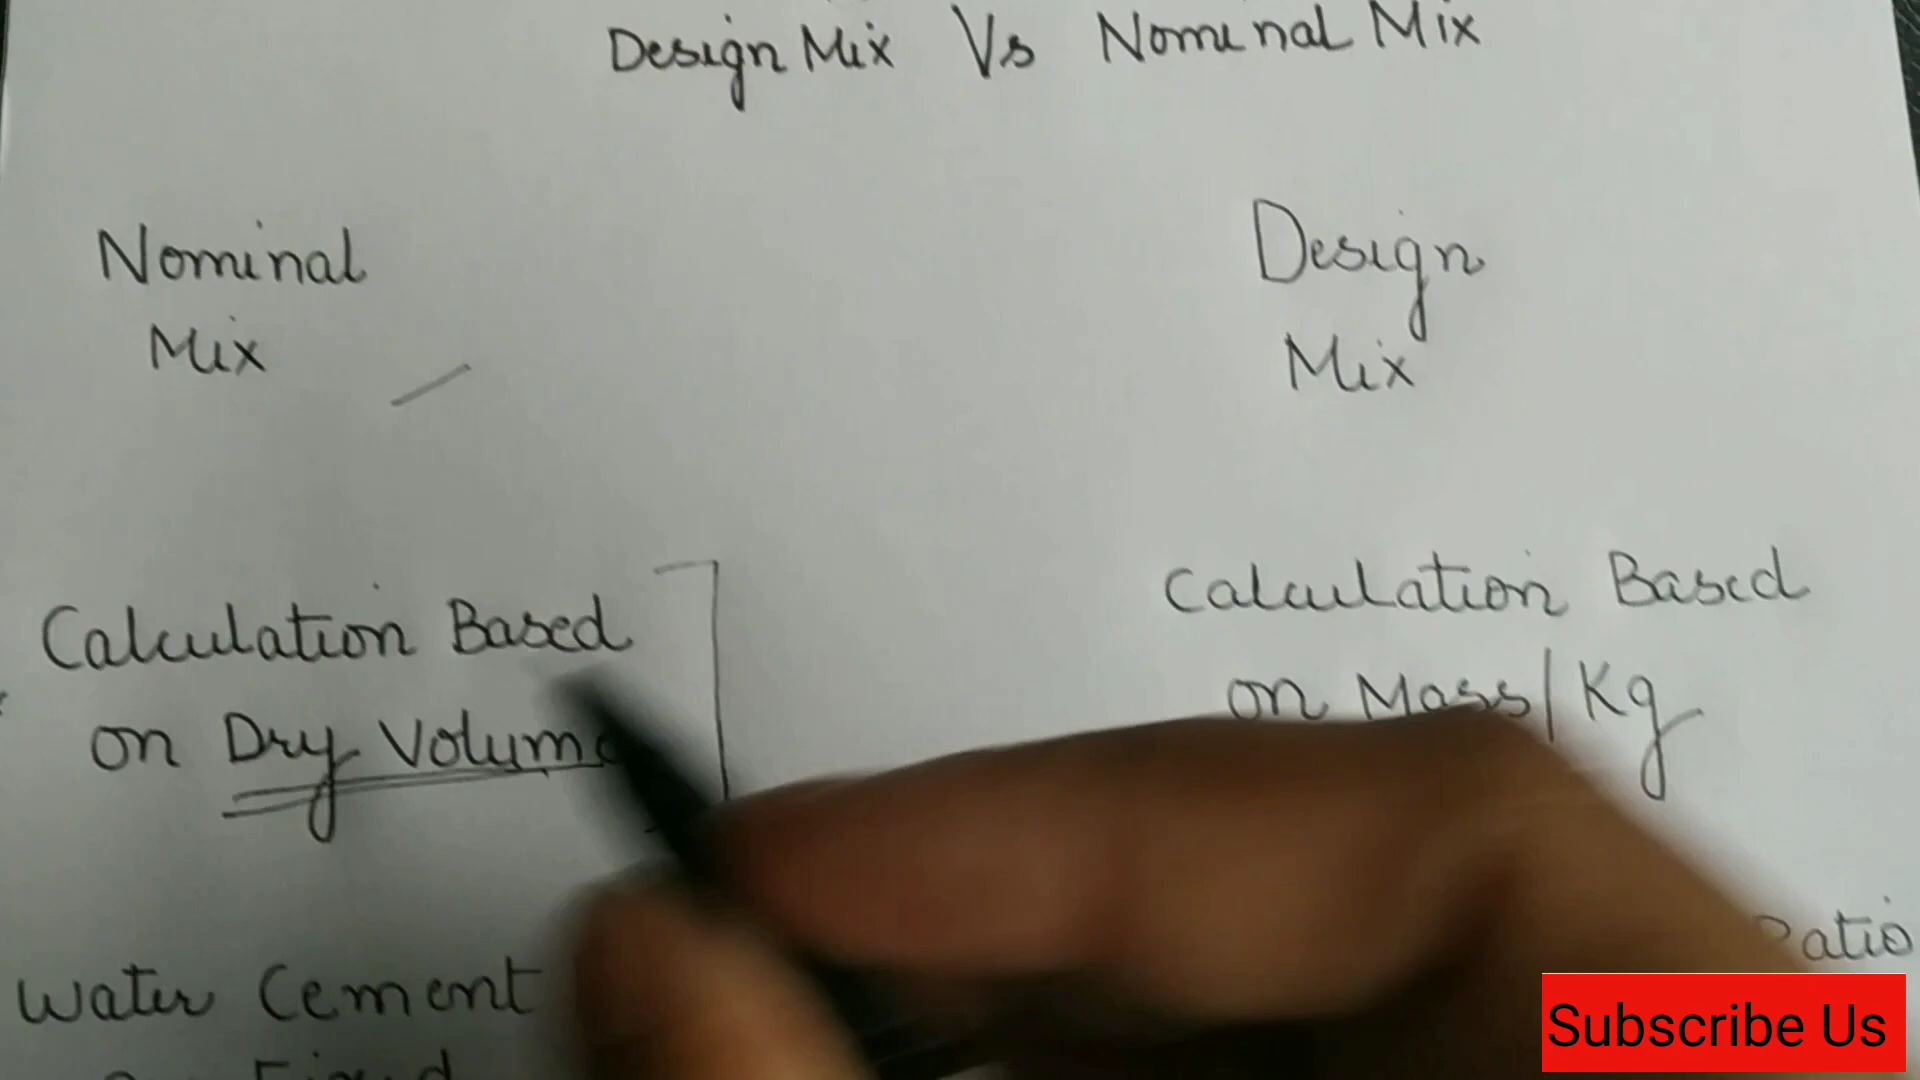 Design Mix Vs Nominal Mix
Nominal
Mix
Design
Mix
Calculation Based
on Dry Volume
Calculation Based
on Mass/Kg
Water Cement
Ratio
Subscribe Us